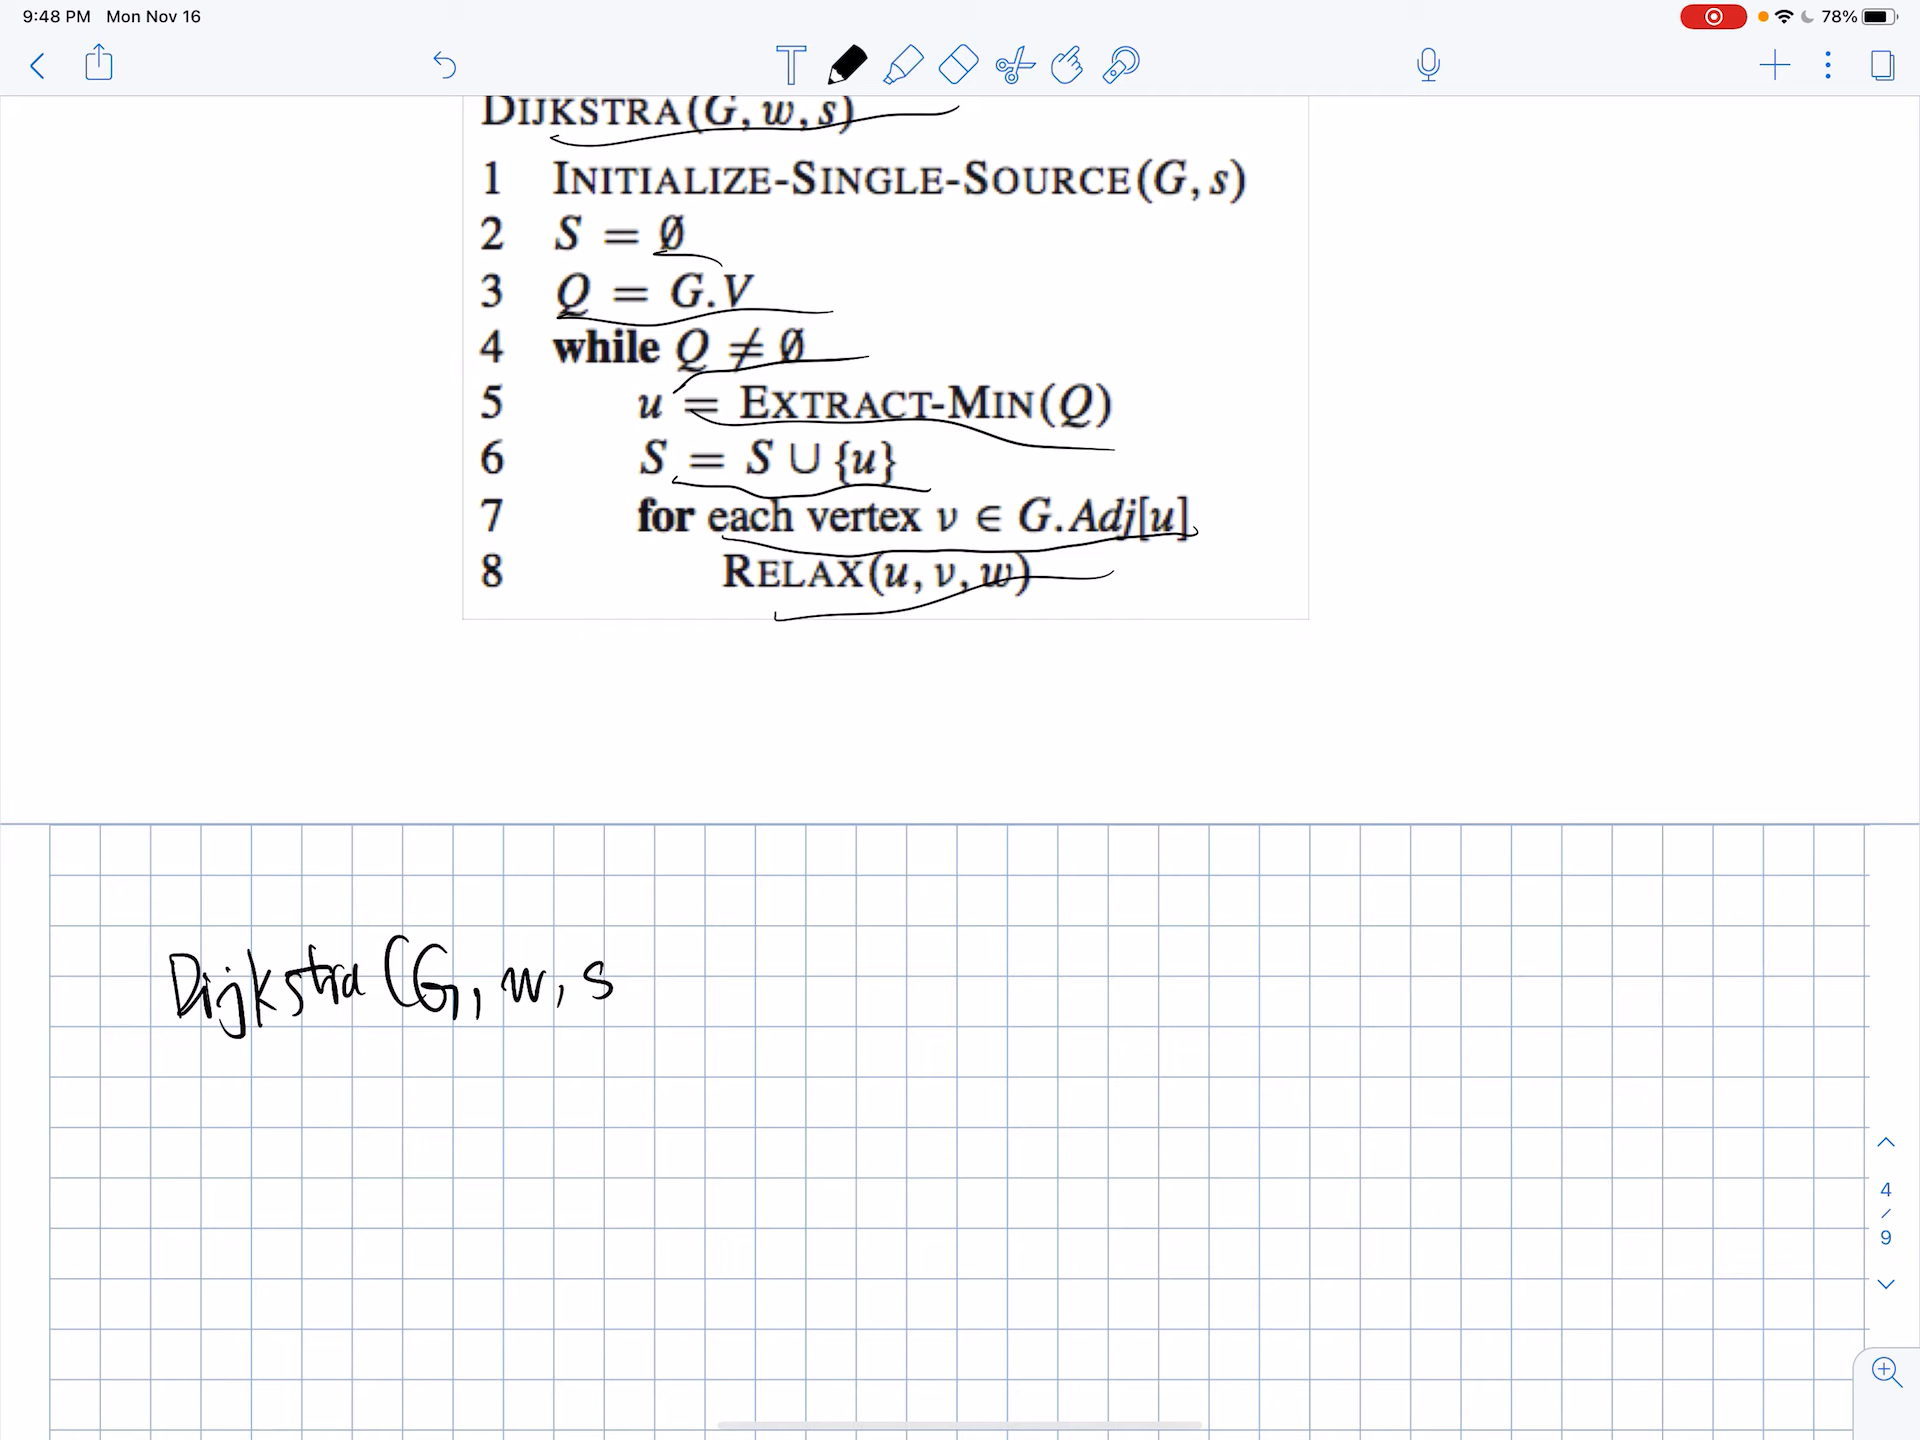 9:48 PM Mon Nov 16 78%
T
DIJKSTRA(G, w, s)
1 INITIALIZE-SINGLE-SOURCE(G, s)
2 S = ∅
3 Q = G.V
4 while Q ≠ ∅
5 u = EXTRACT-MIN(Q)
6 S = S ∪ {u}
7 for each vertex v ∈ G.Adj[u]
8 RELAX(u, v, w)
Dijkstra (G, w, s
4
/
9